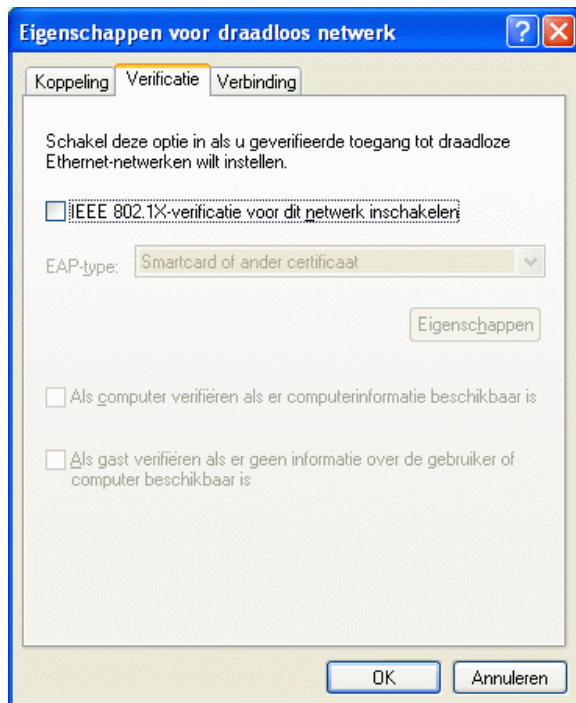 Eigenschappen voor draadloos netwerk
Koppeling Verificatie Verbinding
Schakel deze optie in als u geverifieerde toegang tot draadloze
Ethernet-netwerken wilt instellen.
IEEE 802.1X-verificatie voor dit netwerk inschakelen
EAP-type: Smartcard of ander certificaat
Eigenschappen
Als computer verifiëren als er computerinformatie beschikbaar is
Als gast verifiëren als er geen informatie over de gebruiker of
computer beschikbaar is
OK Annuleren